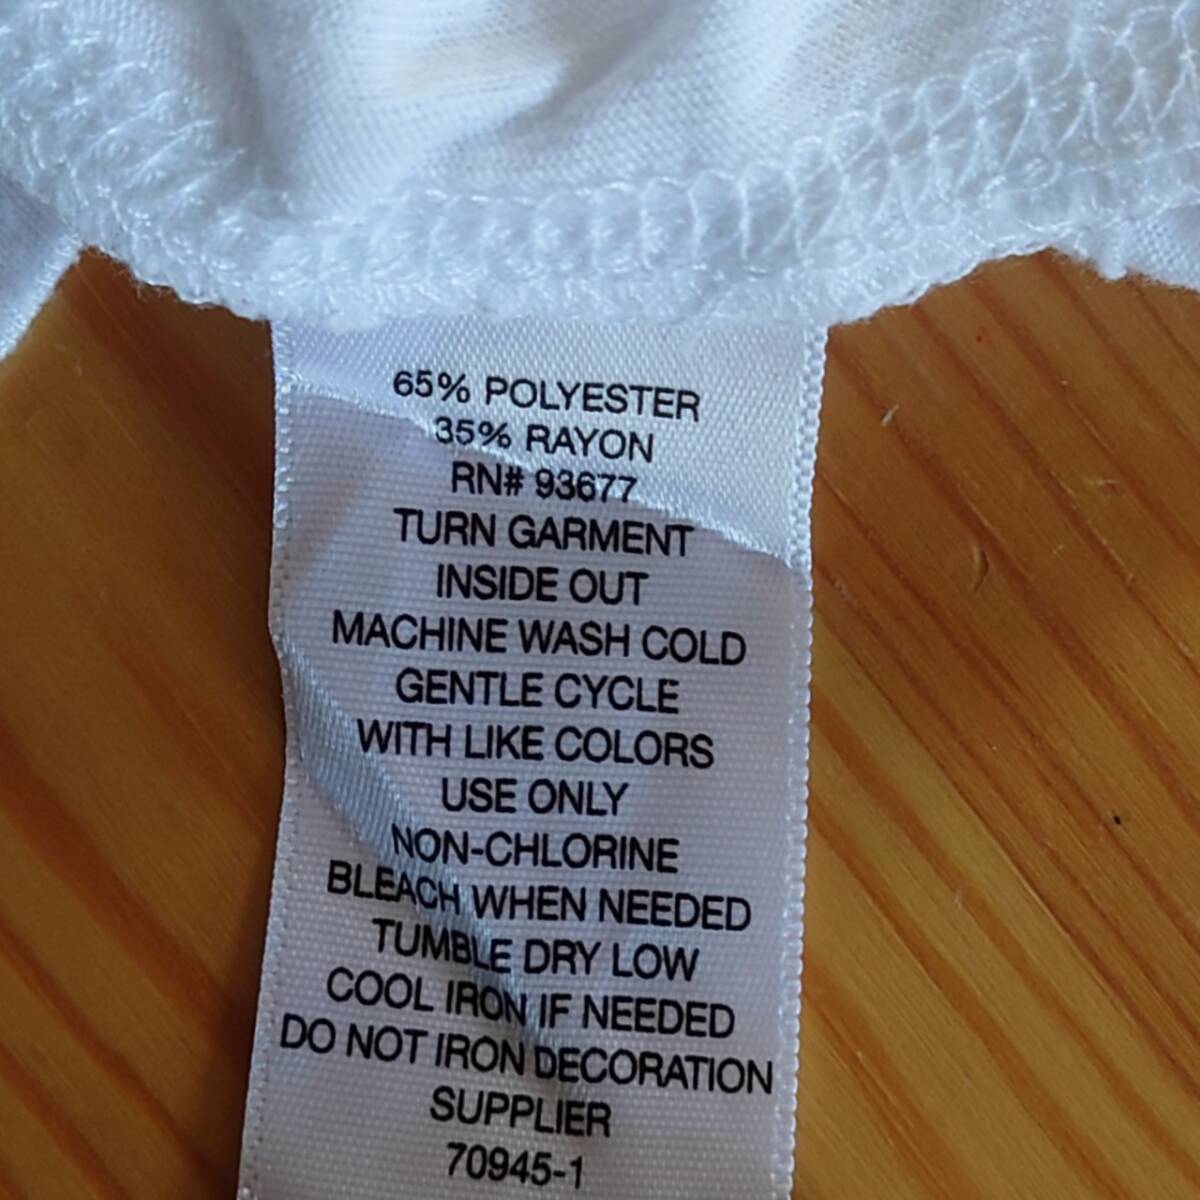 65% POLYESTER
35% RAYON
RN# 93677
TURN GARMENT
INSIDE OUT
MACHINE WASH COLD
GENTLE CYCLE
WITH LIKE COLORS
USE ONLY
NON-CHLORINE
BLEACH WHEN NEEDED
TUMBLE DRY LOW
COOL IRON IF NEEDED
DO NOT IRON DECORATION
SUPPLIER
70945-1